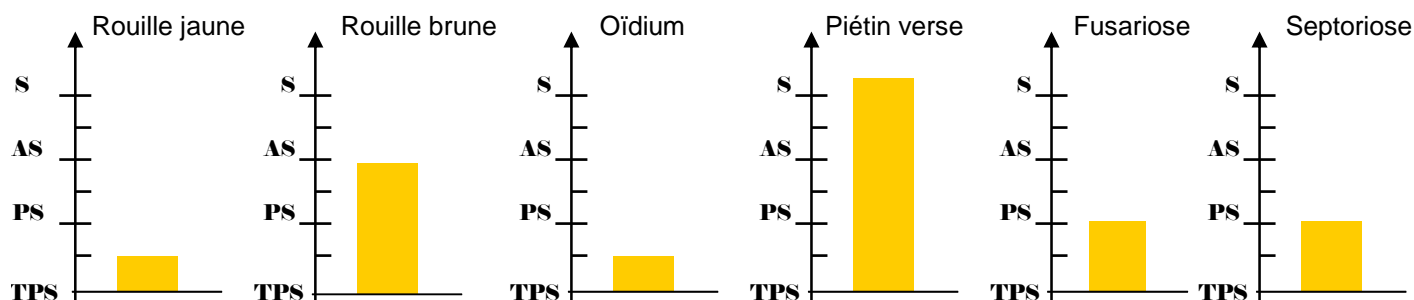 Rouille jaune
S
AS
PS
TPS
Rouille brune
S
AS
PS
TPS
Oïdium
S
AS
PS
TPS
Piétin verse
S
AS
PS
TPS
Fusariose
S
AS
PS
TPS
Septoriose
S
AS
PS
TPS